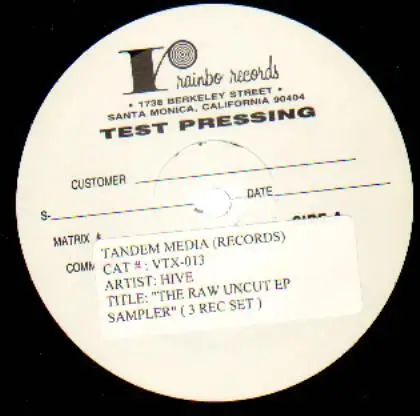 r
rainbo records
• 1738 BERKELEY STREET •
SANTA MONICA, CALIFORNIA 90404
TEST PRESSING
CUSTOMER
S- DATE
MATRIX #
SIDE A
COMM
TANDEM MEDIA (RECORDS)
CAT #: VTX-013
ARTIST: HIVE
TITLE: "THE RAW UNCUT EP
SAMPLER" ( 3 REC SET )